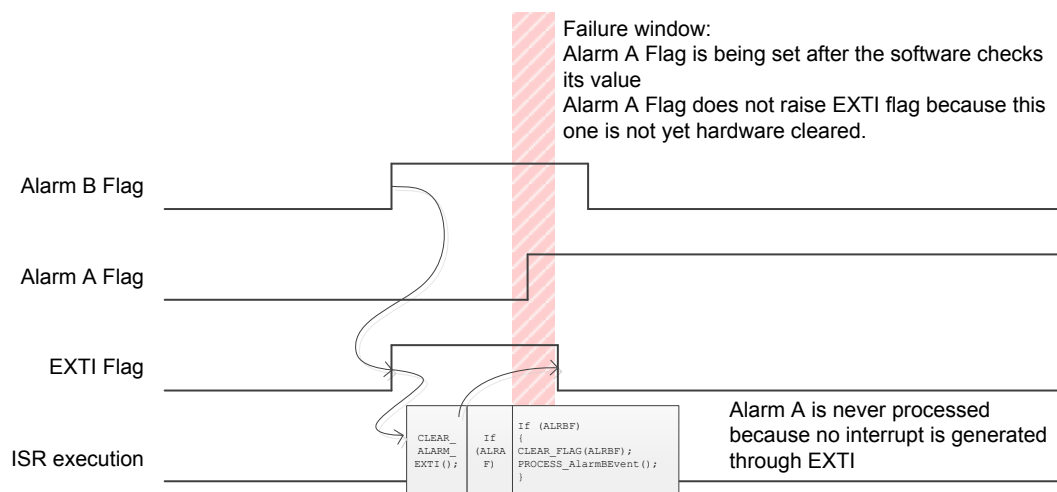 Failure window:
Alarm A Flag is being set after the software checks
its value
Alarm A Flag does not raise EXTI flag because this
one is not yet hardware cleared.
Alarm B Flag
Alarm A Flag
EXTI Flag
ISR execution
CLEAR_
ALARM_
EXTI();
If
(ALRA
F)
If (ALRBF)
{
CLEAR_FLAG(ALRBF);
PROCESS_AlarmBEvent();
}
Alarm A is never processed
because no interrupt is generated
through EXTI